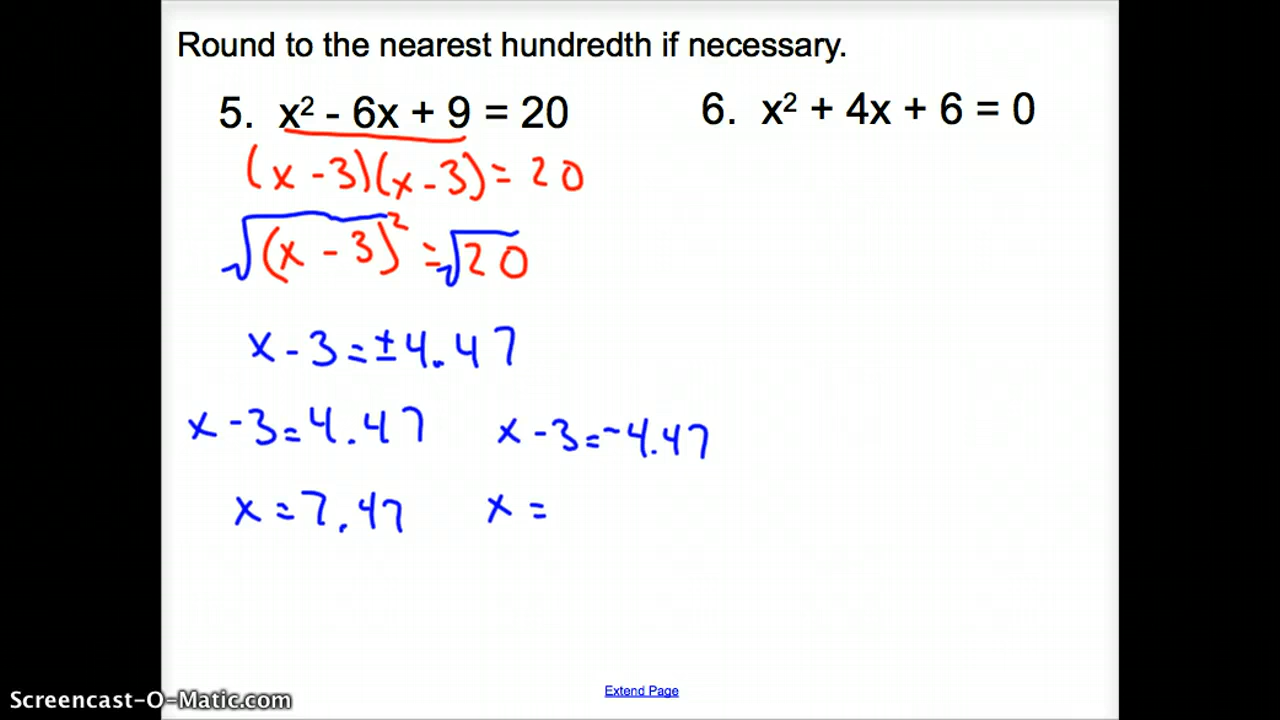 Round to the nearest hundredth if necessary.
5. x² - 6x + 9 = 20
6. x² + 4x + 6 = 0
(x - 3)(x - 3) = 20
√(x - 3)² = √20
x - 3 = ±4.47
x - 3 = 4.47
x - 3 = -4.47
x = 7.47
x =
Extend Page
Screencast-O-Matic.com